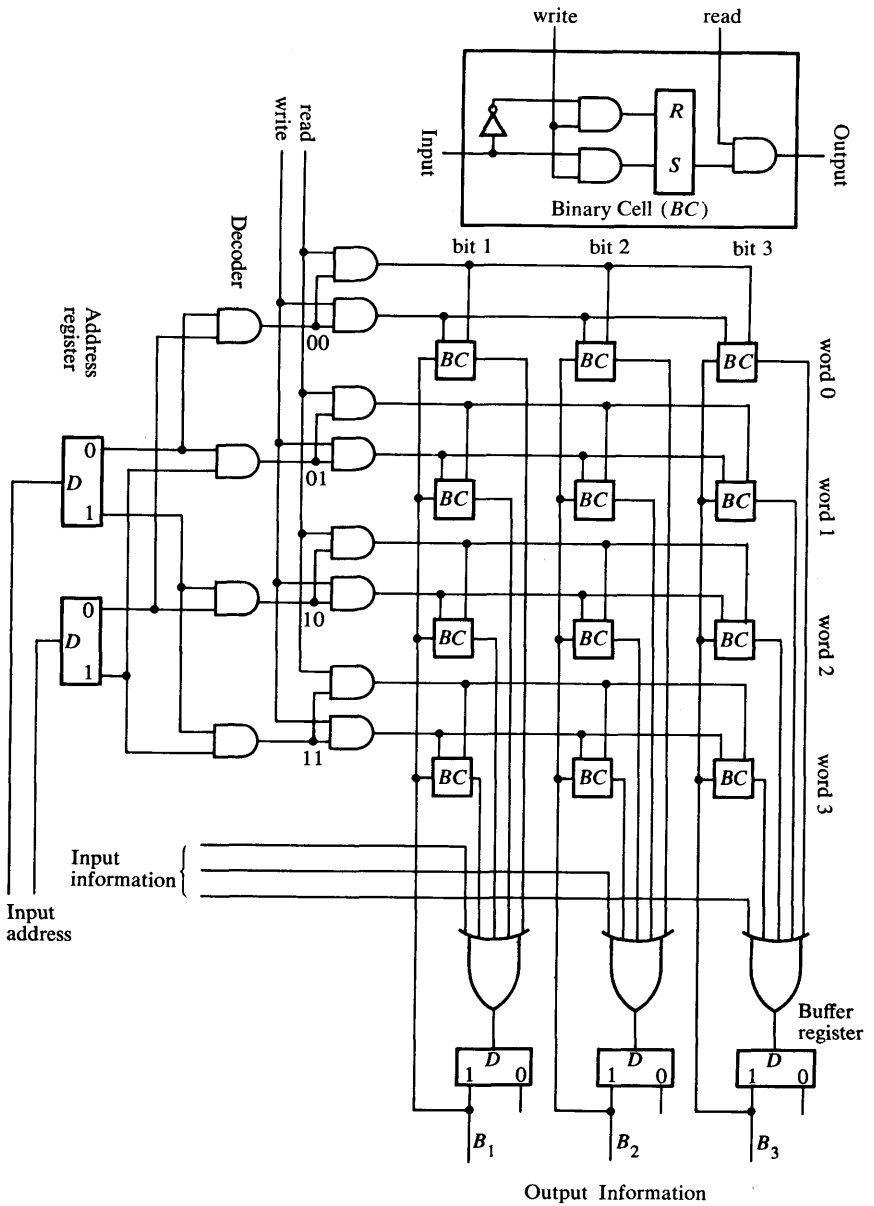 write read
read
write
Input
R
S
Output
Binary Cell (BC)
Decoder
bit 1 bit 2 bit 3
Address
register
00
BC BC BC
word 0
0
D
1
01
BC BC BC
word 1
0
D
1
10
BC BC BC
word 2
11
BC BC BC
word 3
Input
information
Input
address
Buffer
register
D D D
1 0 1 0 1 0
B1 B2 B3
Output Information